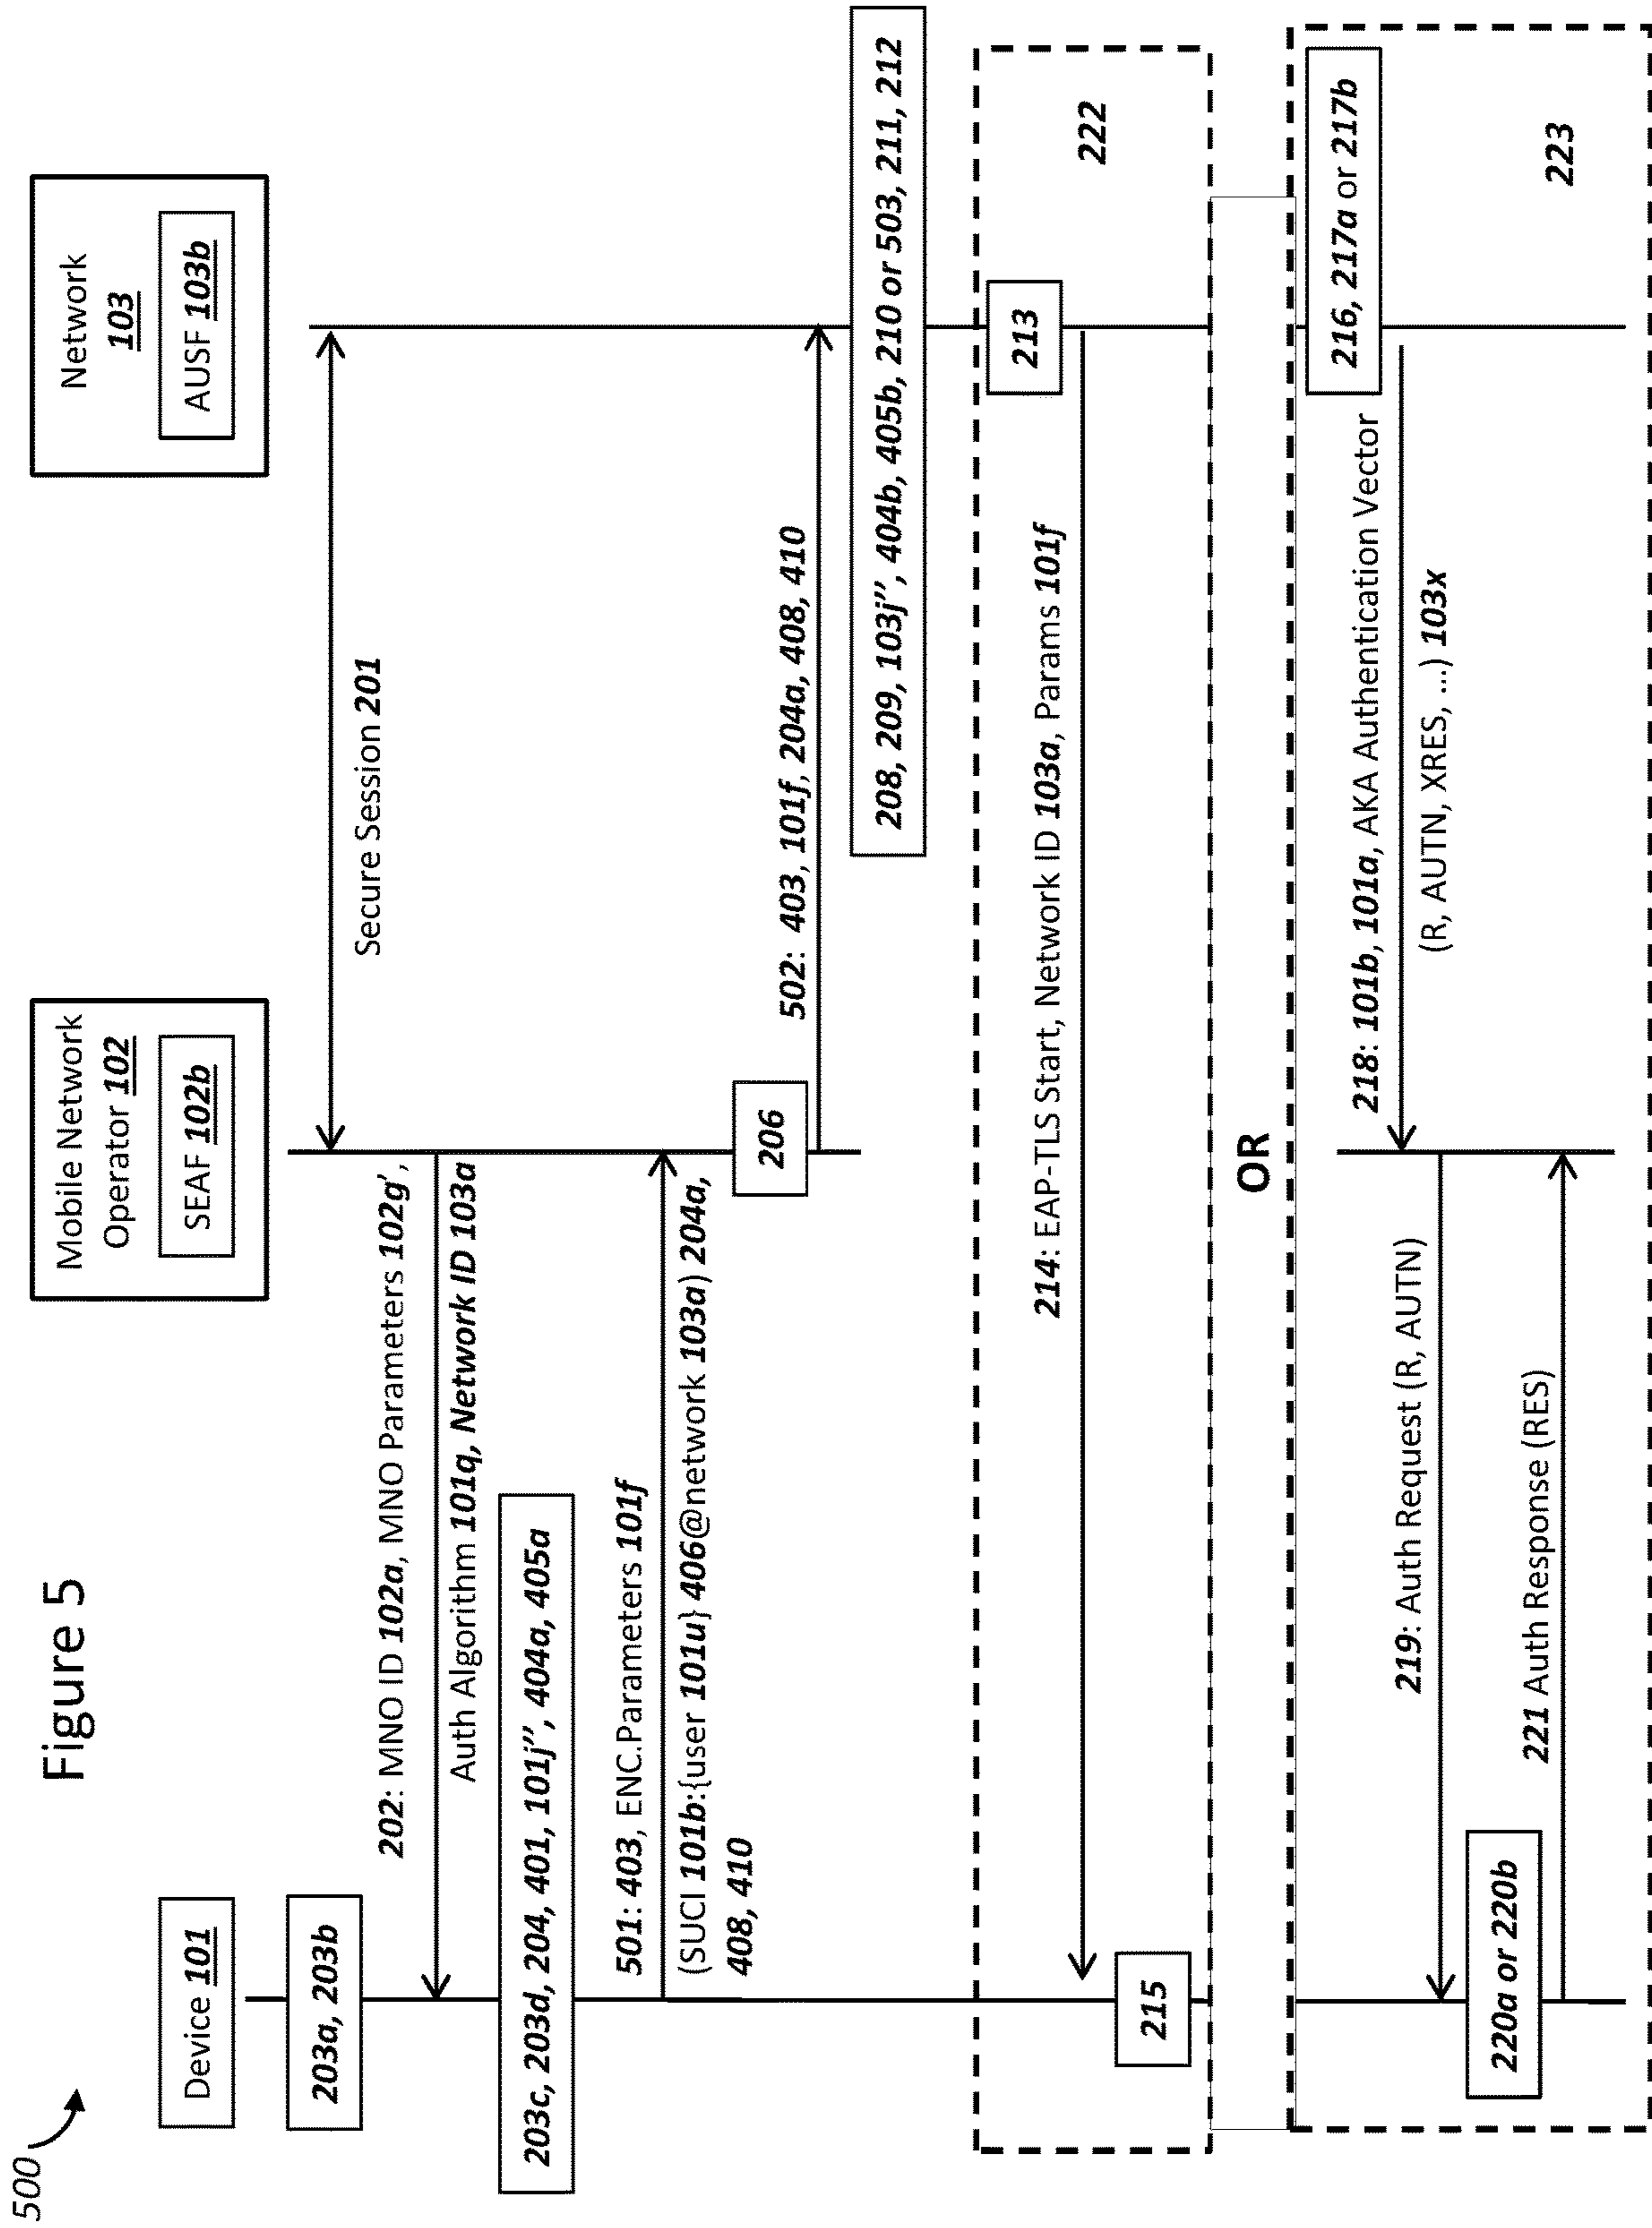 500
Figure 5
Device 101
Mobile Network
Operator 102
SEAF 102b
Network
103
AUSF 103b
203a, 203b
Secure Session 201
202: MNO ID 102a, MNO Parameters 102g',
Auth Algorithm 101q, Network ID 103a
203c, 203d, 204, 401, 101j'', 404a, 405a
501: 403, ENC.Parameters 101f
(SUCI 101b:{user 101u} 406@network 103a) 204a,
408, 410
206
502: 403, 101f, 204a, 408, 410
208, 209, 103j'', 404b, 405b, 210 or 503, 211, 212
213
222
214: EAP-TLS Start, Network ID 103a, Params 101f
215
OR
216, 217a or 217b
223
218: 101b, 101a, AKA Authentication Vector
(R, AUTN, XRES, ...) 103x
219: Auth Request (R, AUTN)
220a or 220b
221 Auth Response (RES)